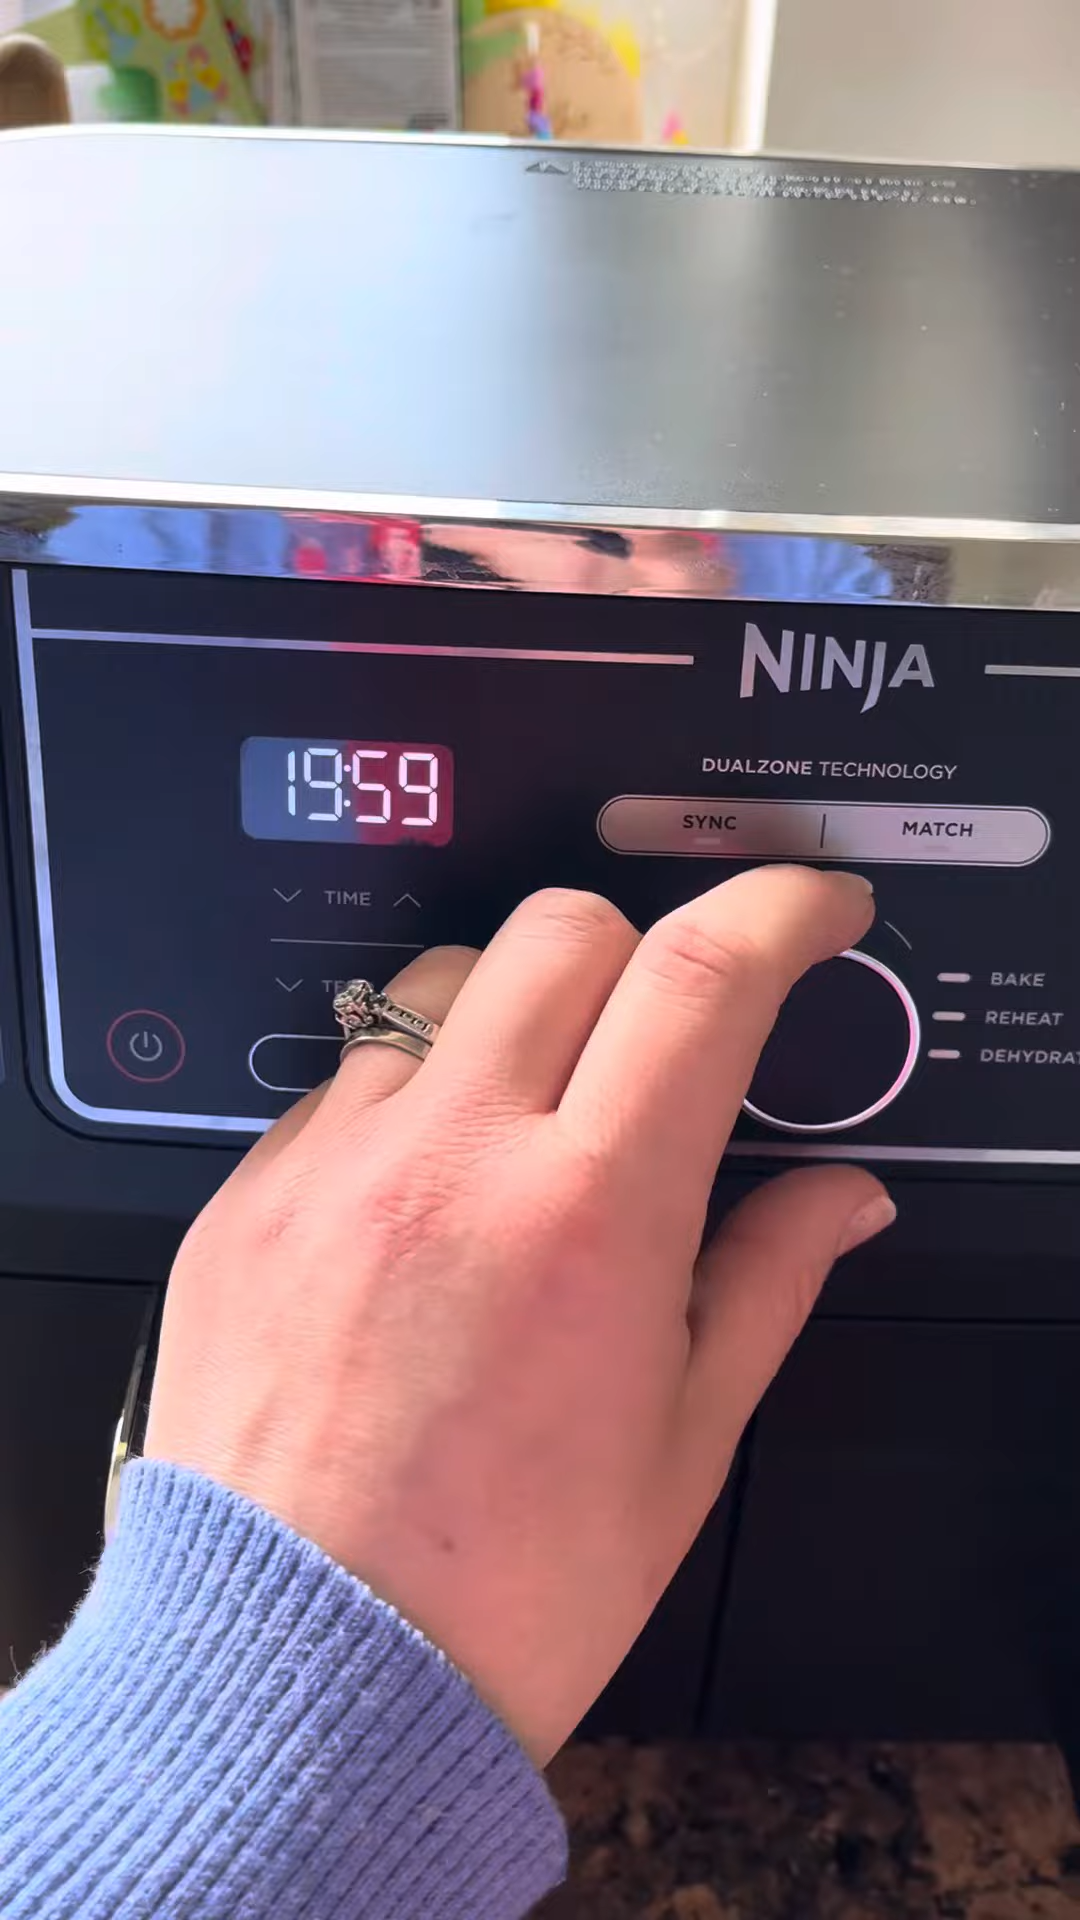 NINJA
DUALZONE TECHNOLOGY
SYNC | MATCH
19:59
TIME
BAKE
REHEAT